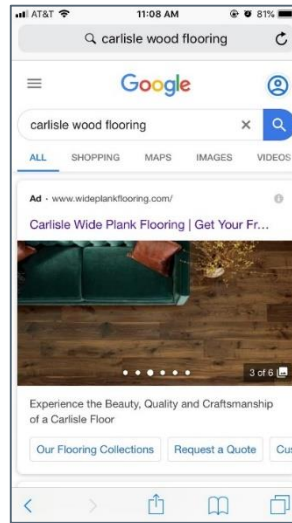 AT&T 11:08 AM 81%
carlisle wood flooring
Google
carlisle wood flooring
ALL SHOPPING MAPS IMAGES VIDEOS
Ad · www.wideplankflooring.com/
Carlisle Wide Plank Flooring | Get Your Fr...
3 of 6
Experience the Beauty, Quality and Craftsmanship
of a Carlisle Floor
Our Flooring Collections Request a Quote Cus